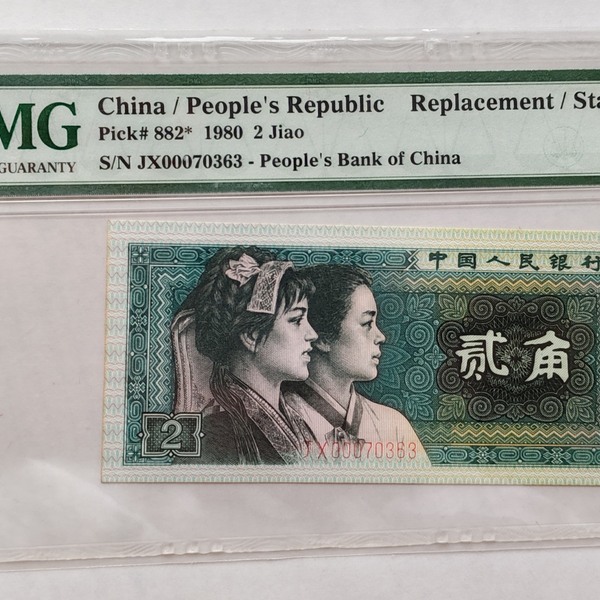 MG
GUARANTY
China / People's Republic Replacement / Sta
Pick# 882* 1980 2 Jiao
S/N JX00070363 - People's Bank of China
中国人民银行
贰角
2
JX00070363